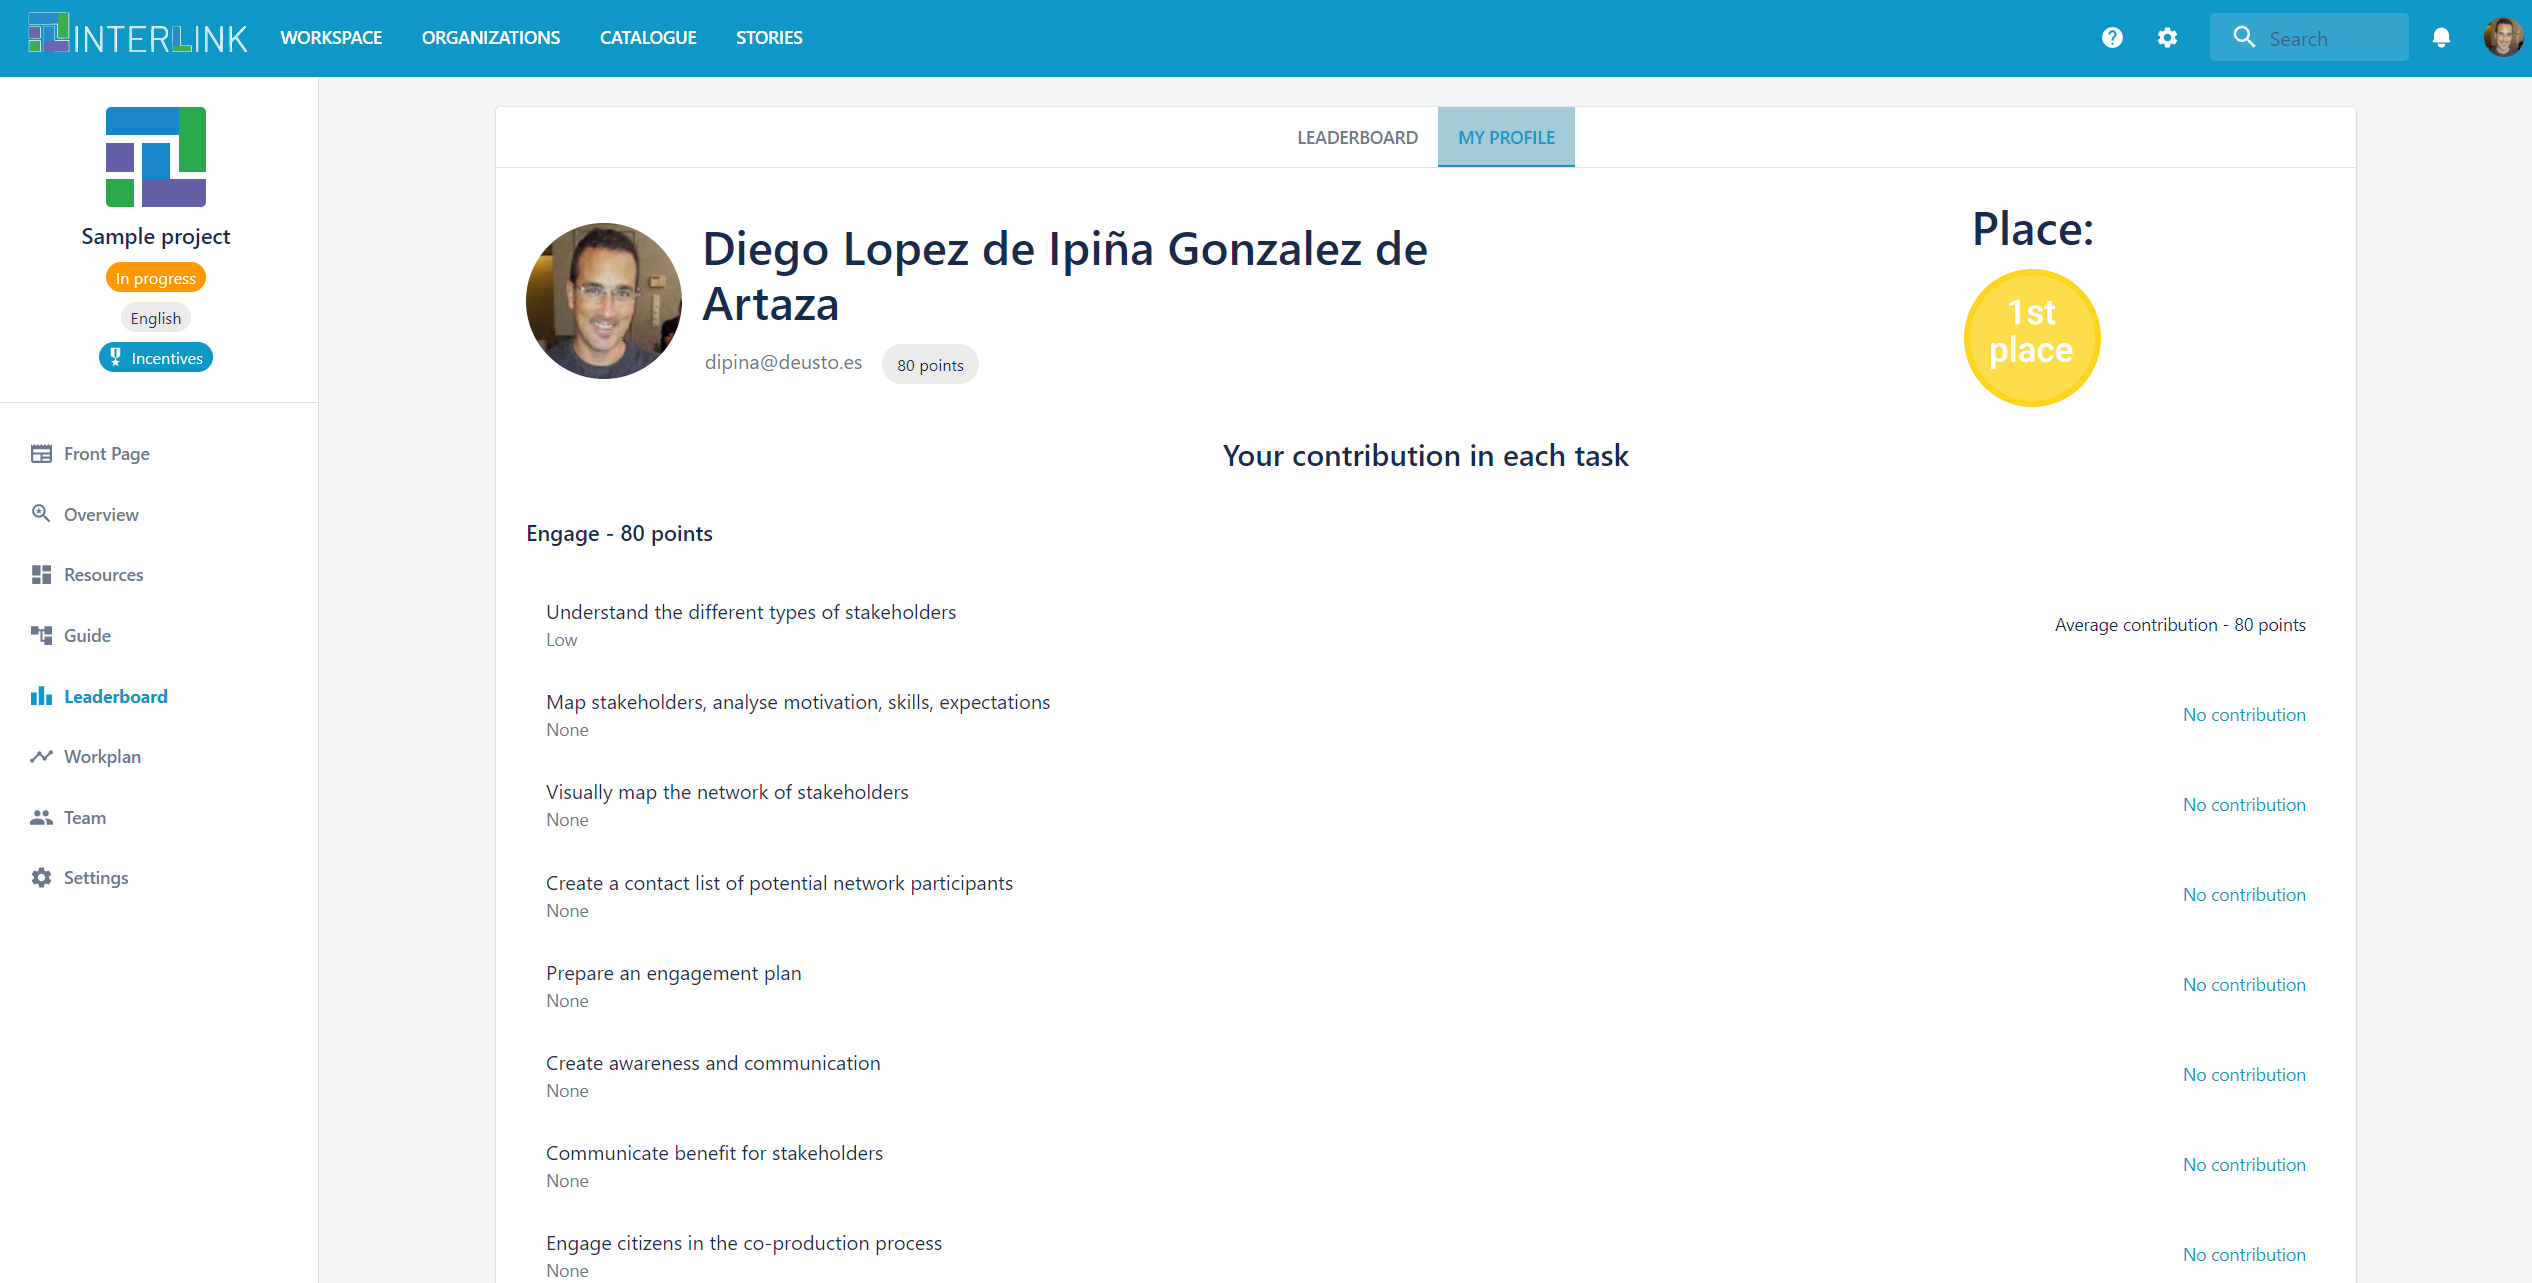 INTERLINK
WORKSPACE
ORGANIZATIONS
CATALOGUE
STORIES
Search
Sample project
In progress
English
Incentives
Front Page
Overview
Resources
Guide
Leaderboard
Workplan
Team
Settings
LEADERBOARD
MY PROFILE
Diego Lopez de Ipiña Gonzalez de
Artaza
dipina@deusto.es
80 points
Place:
1st
place
Your contribution in each task
Engage - 80 points
Understand the different types of stakeholders
Low
Average contribution - 80 points
Map stakeholders, analyse motivation, skills, expectations
None
No contribution
Visually map the network of stakeholders
None
No contribution
Create a contact list of potential network participants
None
No contribution
Prepare an engagement plan
None
No contribution
Create awareness and communication
None
No contribution
Communicate benefit for stakeholders
None
No contribution
Engage citizens in the co-production process
None
No contribution